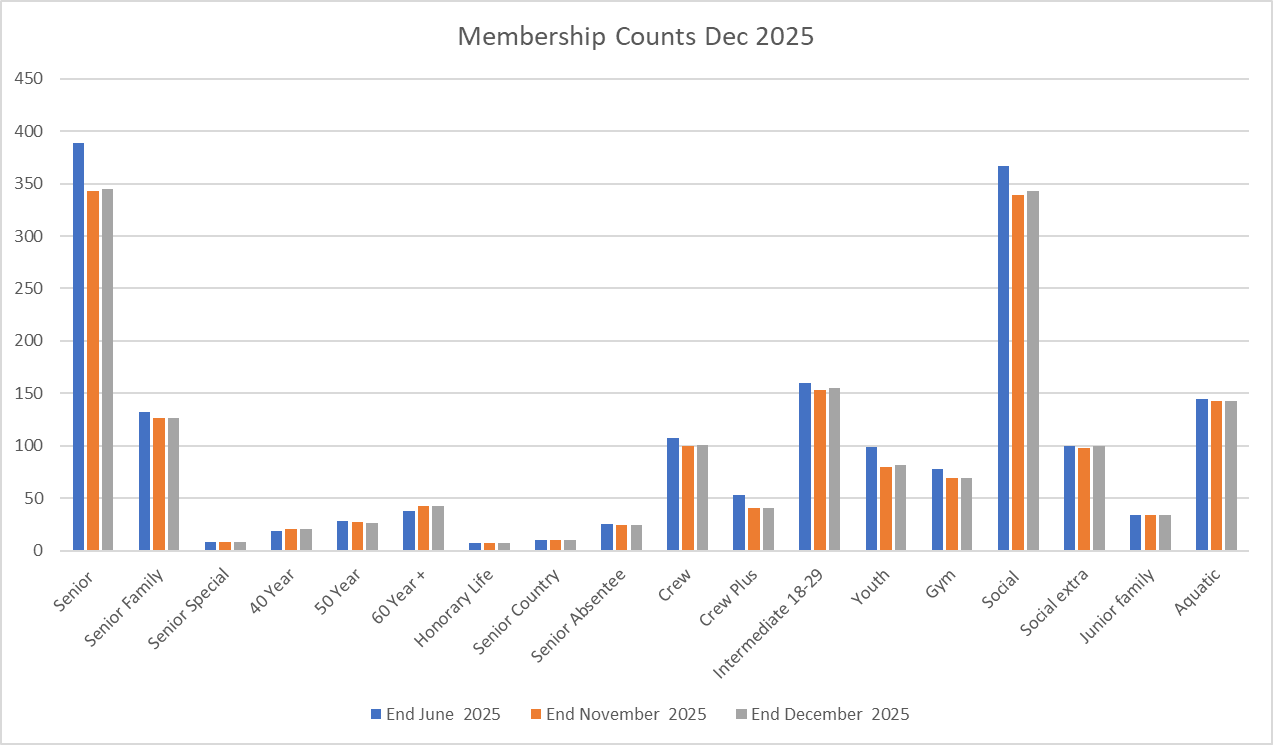 Membership Counts Dec 2025
450
400
350
300
250
200
150
100
50
0
Senior
Senior Family
Senior Special
40 Year
50 Year
60 Year +
Honorary Life
Senior Country
Senior Absentee
Crew
Crew Plus
Intermediate 18-29
Youth
Gym
Social
Social extra
Junior family
Aquatic
End June 2025
End November 2025
End December 2025